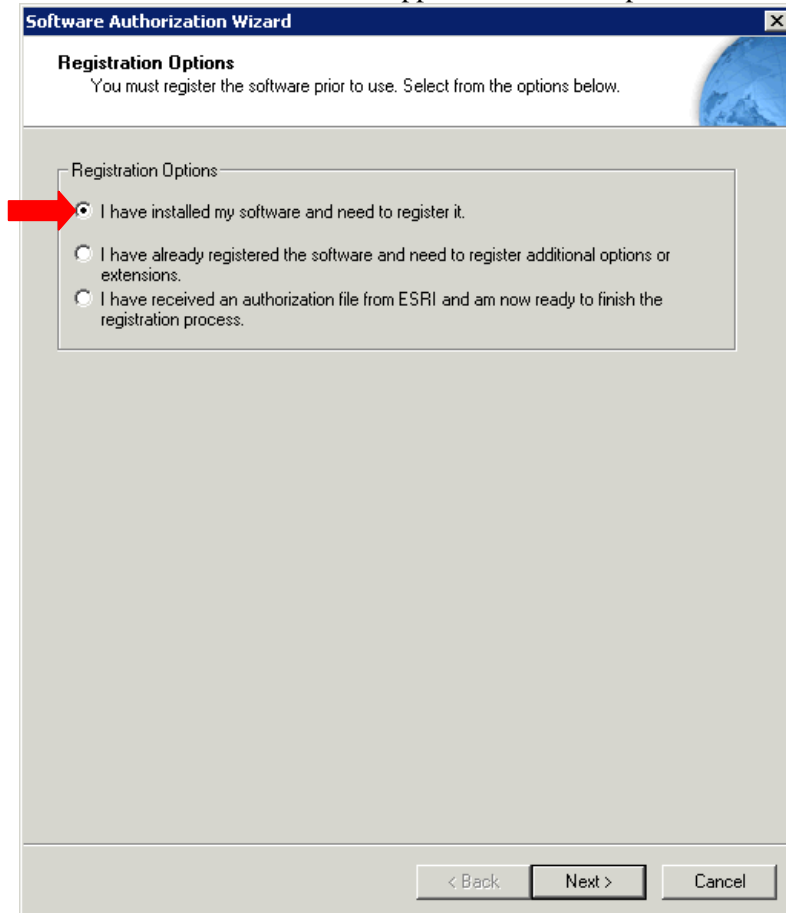 Software Authorization Wizard
Registration Options
You must register the software prior to use. Select from the options below.
Registration Options
I have installed my software and need to register it.
I have already registered the software and need to register additional options or
extensions.
I have received an authorization file from ESRI and am now ready to finish the
registration process.
< Back Next > Cancel